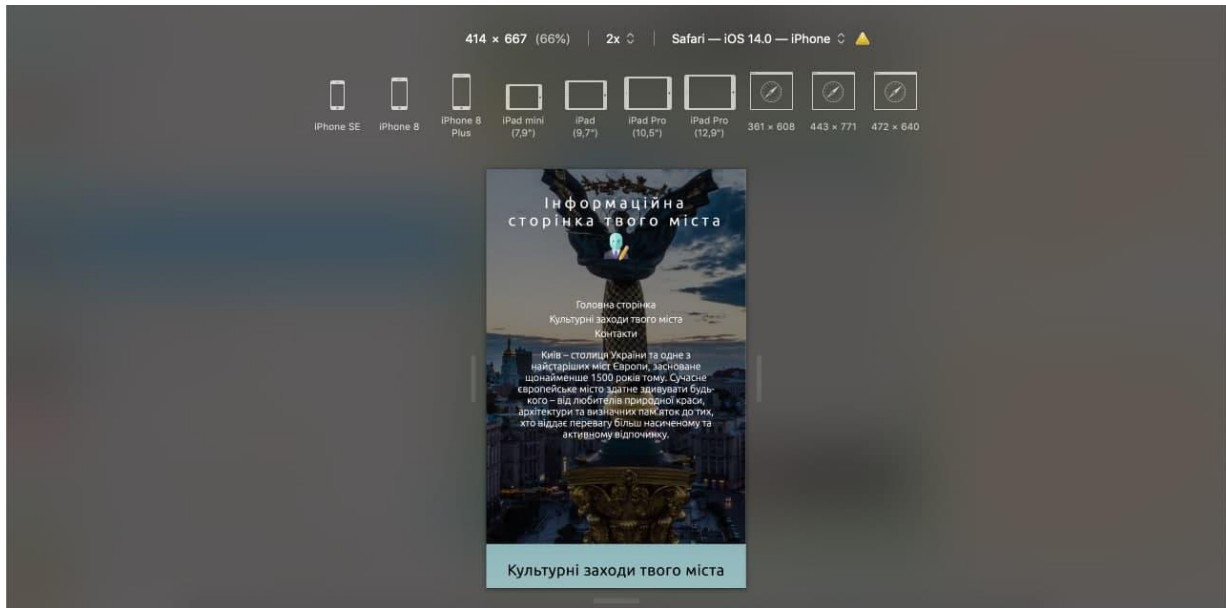 414 × 667 (66%) 2x Safari — iOS 14.0 — iPhone
iPhone SE
iPhone 8
iPhone 8
Plus
iPad mini
(7,9")
iPad
(9,7")
iPad Pro
(10,5")
iPad Pro
(12,9")
361 × 608
443 × 771
472 × 640
Інформаційна
сторінка твого міста
Головна сторінка
Культурні заходи твого міста
Контакти
Київ – столиця України та одне з
найстаріших міст Європи, засноване
щонайменше 1500 років тому. Сучасне
європейське місто здатне здивувати будь-
кого – від любителів природної краси,
архітектури та визначних пам'яток до тих,
хто віддає перевагу більш насиченому та
активному відпочинку.
Культурні заходи твого міста